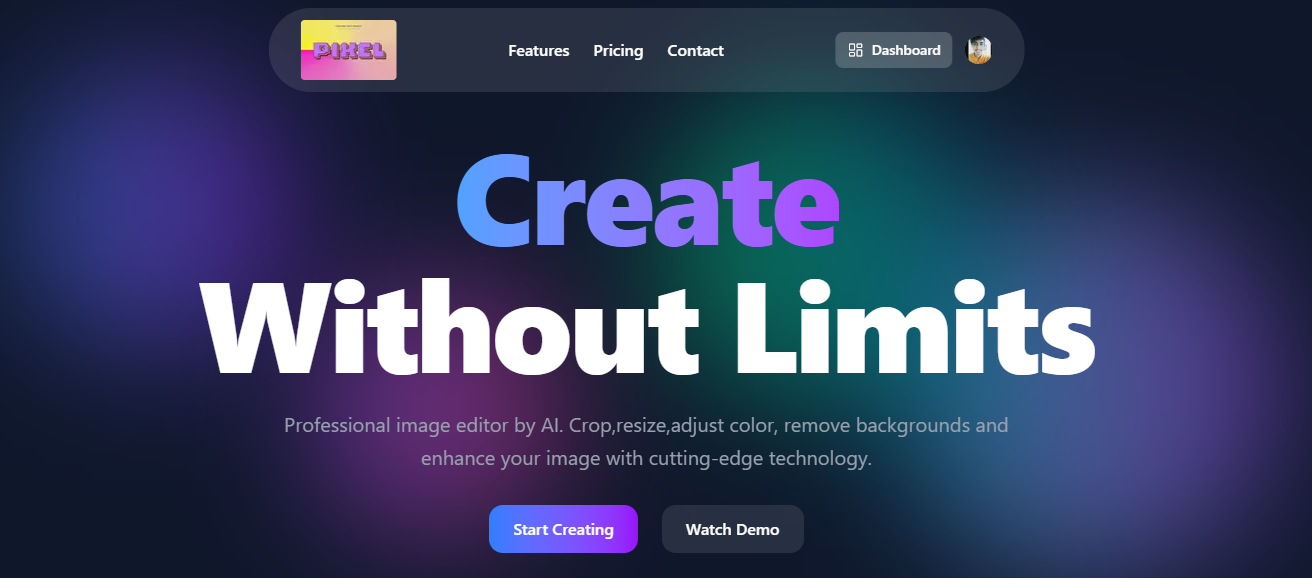 PIXEL
Features
Pricing
Contact
Dashboard
Create
Without Limits
Professional image editor by AI. Crop,resize,adjust color, remove backgrounds and
enhance your image with cutting-edge technology.
Start Creating
Watch Demo